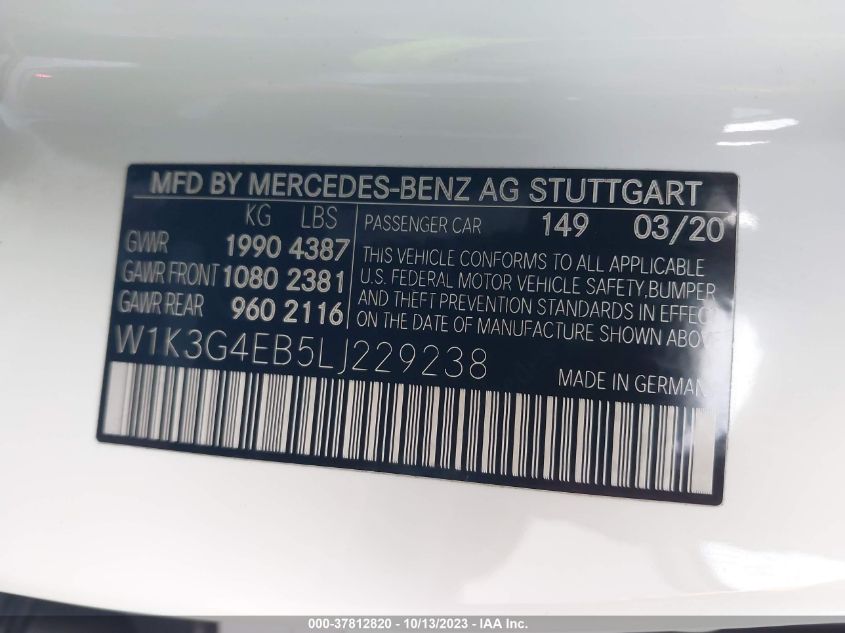 MFD BY MERCEDES-BENZ AG STUTTGART
KG LBS
GVWR 1990 4387
GAWR FRONT 1080 2381
GAWR REAR 960 2116
PASSENGER CAR 149 03/20
THIS VEHICLE CONFORMS TO ALL APPLICABLE
U.S. FEDERAL MOTOR VEHICLE SAFETY, BUMPER
AND THEFT PREVENTION STANDARDS IN EFFECT
ON THE DATE OF MANUFACTURE SHOWN ABOVE.
W1K3G4EB5LJ229238
MADE IN GERMANY
000-37812820 - 10/13/2023 - IAA Inc.